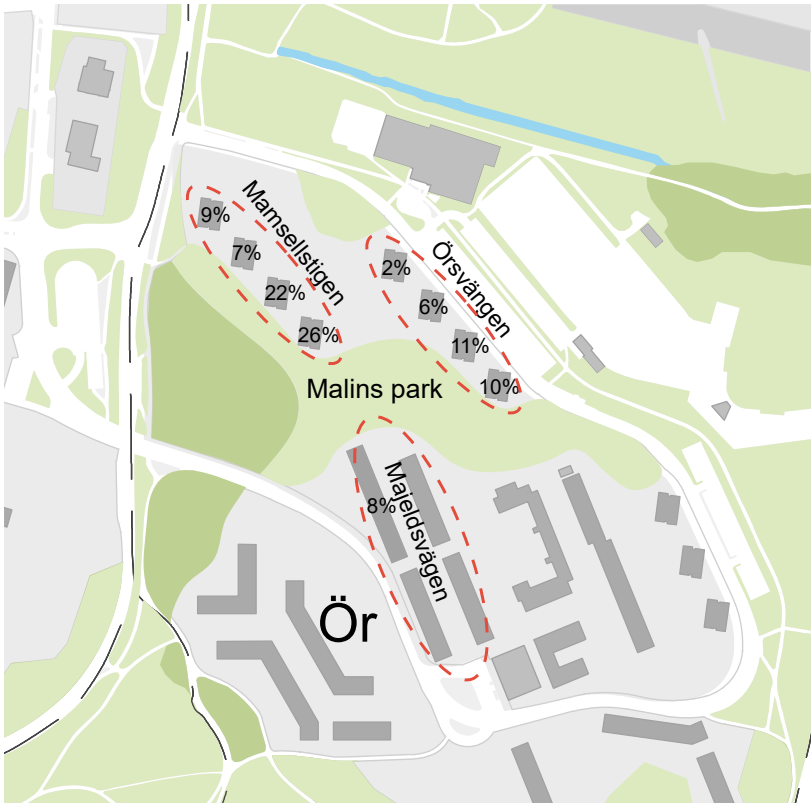 Mamsellstigen
9%
7%
22%
26%
Örsvängen
2%
6%
11%
10%
Malins park
Majeldsvägen
8%
Ör